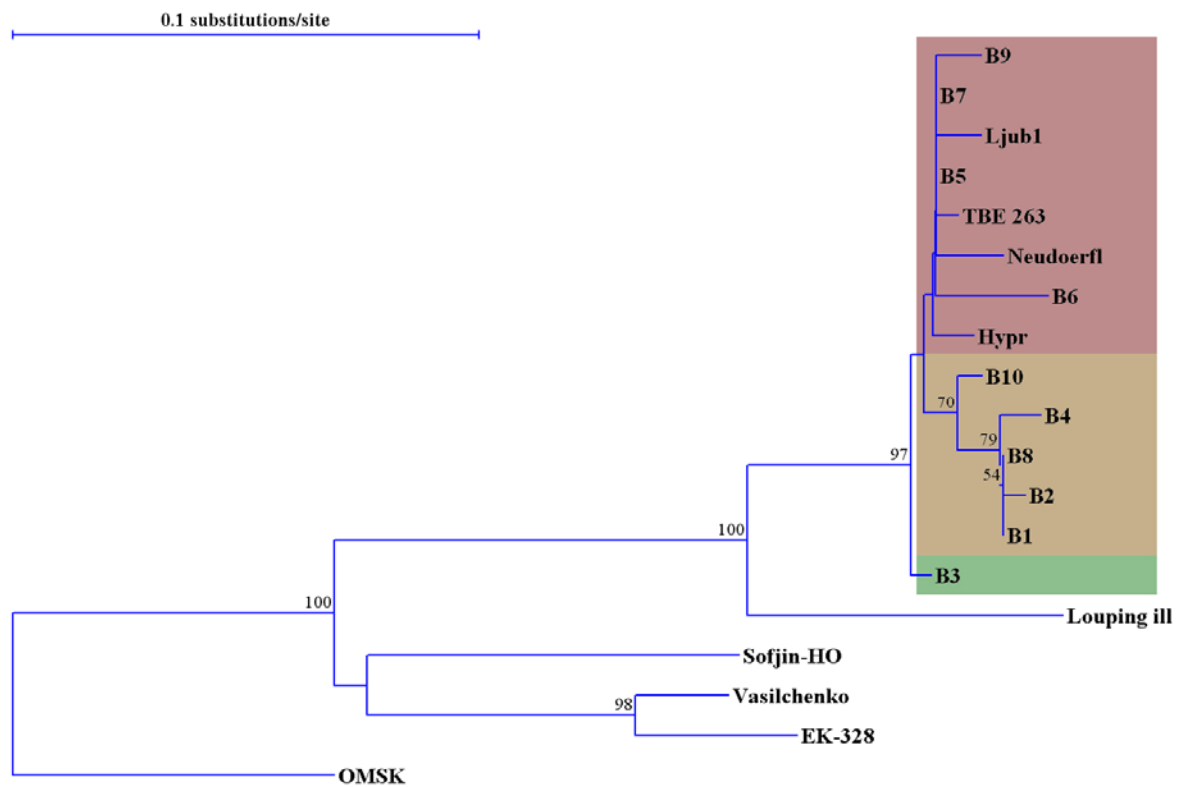 0.1 substitutions/site
B9
B7
Ljub1
B5
TBE 263
Neudoerfl
B6
Hypr
B10
70
B4
79
B8
97
54
B2
100
B1
B3
100
Louping ill
Sofjin-HO
Vasilchenko
98
EK-328
OMSK